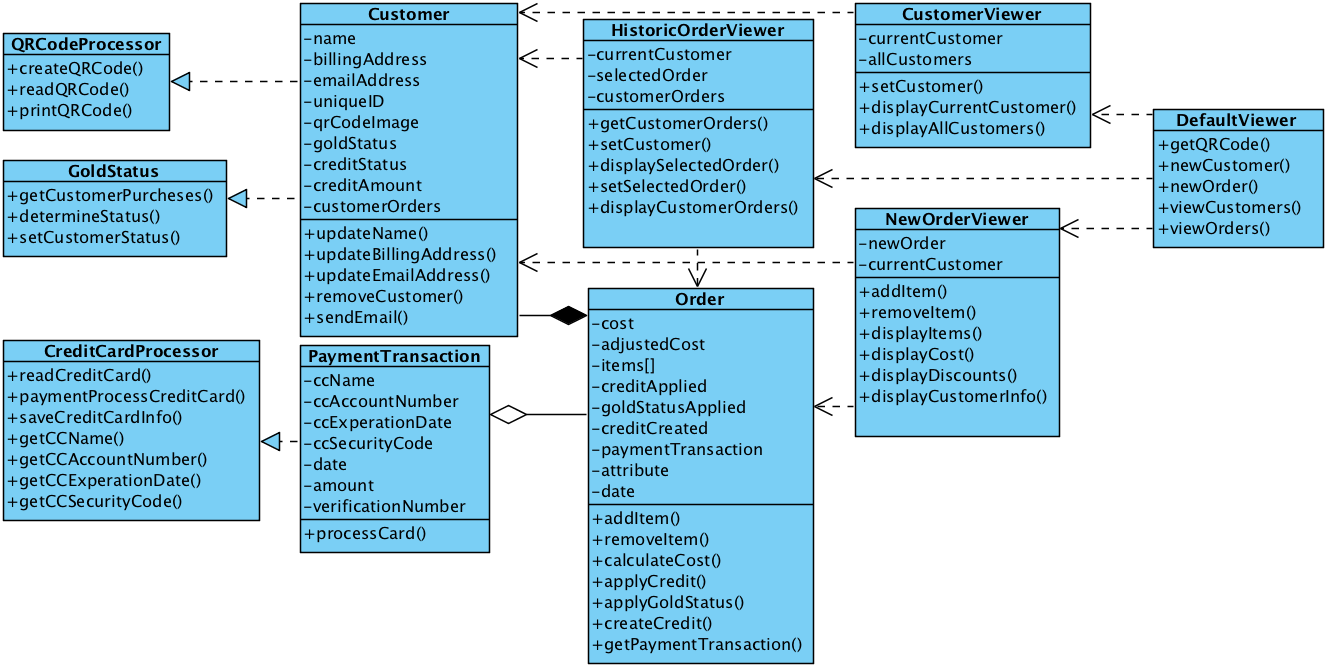 QRCodeProcessor
+createQRCode()
+readQRCode()
+printQRCode()
GoldStatus
+getCustomerPurcheses()
+determineStatus()
+setCustomerStatus()
CreditCardProcessor
+readCreditCard()
+paymentProcessCreditCard()
+saveCreditCardInfo()
+getCCName()
+getCCAccountNumber()
+getCCExperationDate()
+getCCSecurityCode()
Customer
-name
-billingAddress
-emailAddress
-uniqueID
-qrCodeImage
-goldStatus
-creditStatus
-creditAmount
-customerOrders
+updateName()
+updateBillingAddress()
+updateEmailAddress()
+removeCustomer()
+sendEmail()
PaymentTransaction
-ccName
-ccAccountNumber
-ccExperationDate
-ccSecurityCode
-date
-amount
-verificationNumber
+processCard()
HistoricOrderViewer
-currentCustomer
-selectedOrder
-customerOrders
+getCustomerOrders()
+setCustomer()
+displaySelectedOrder()
+setSelectedOrder()
+displayCustomerOrders()
Order
-cost
-adjustedCost
-items[]
-creditApplied
-goldStatusApplied
-creditCreated
-paymentTransaction
-attribute
-date
+addItem()
+removeItem()
+calculateCost()
+applyCredit()
+applyGoldStatus()
+createCredit()
+getPaymentTransaction()
CustomerViewer
-currentCustomer
-allCustomers
+setCustomer()
+displayCurrentCustomer()
+displayAllCustomers()
NewOrderViewer
-newOrder
-currentCustomer
+addItem()
+removeItem()
+displayItems()
+displayCost()
+displayDiscounts()
+displayCustomerInfo()
DefaultViewer
+getQRCode()
+newCustomer()
+newOrder()
+viewCustomers()
+viewOrders()